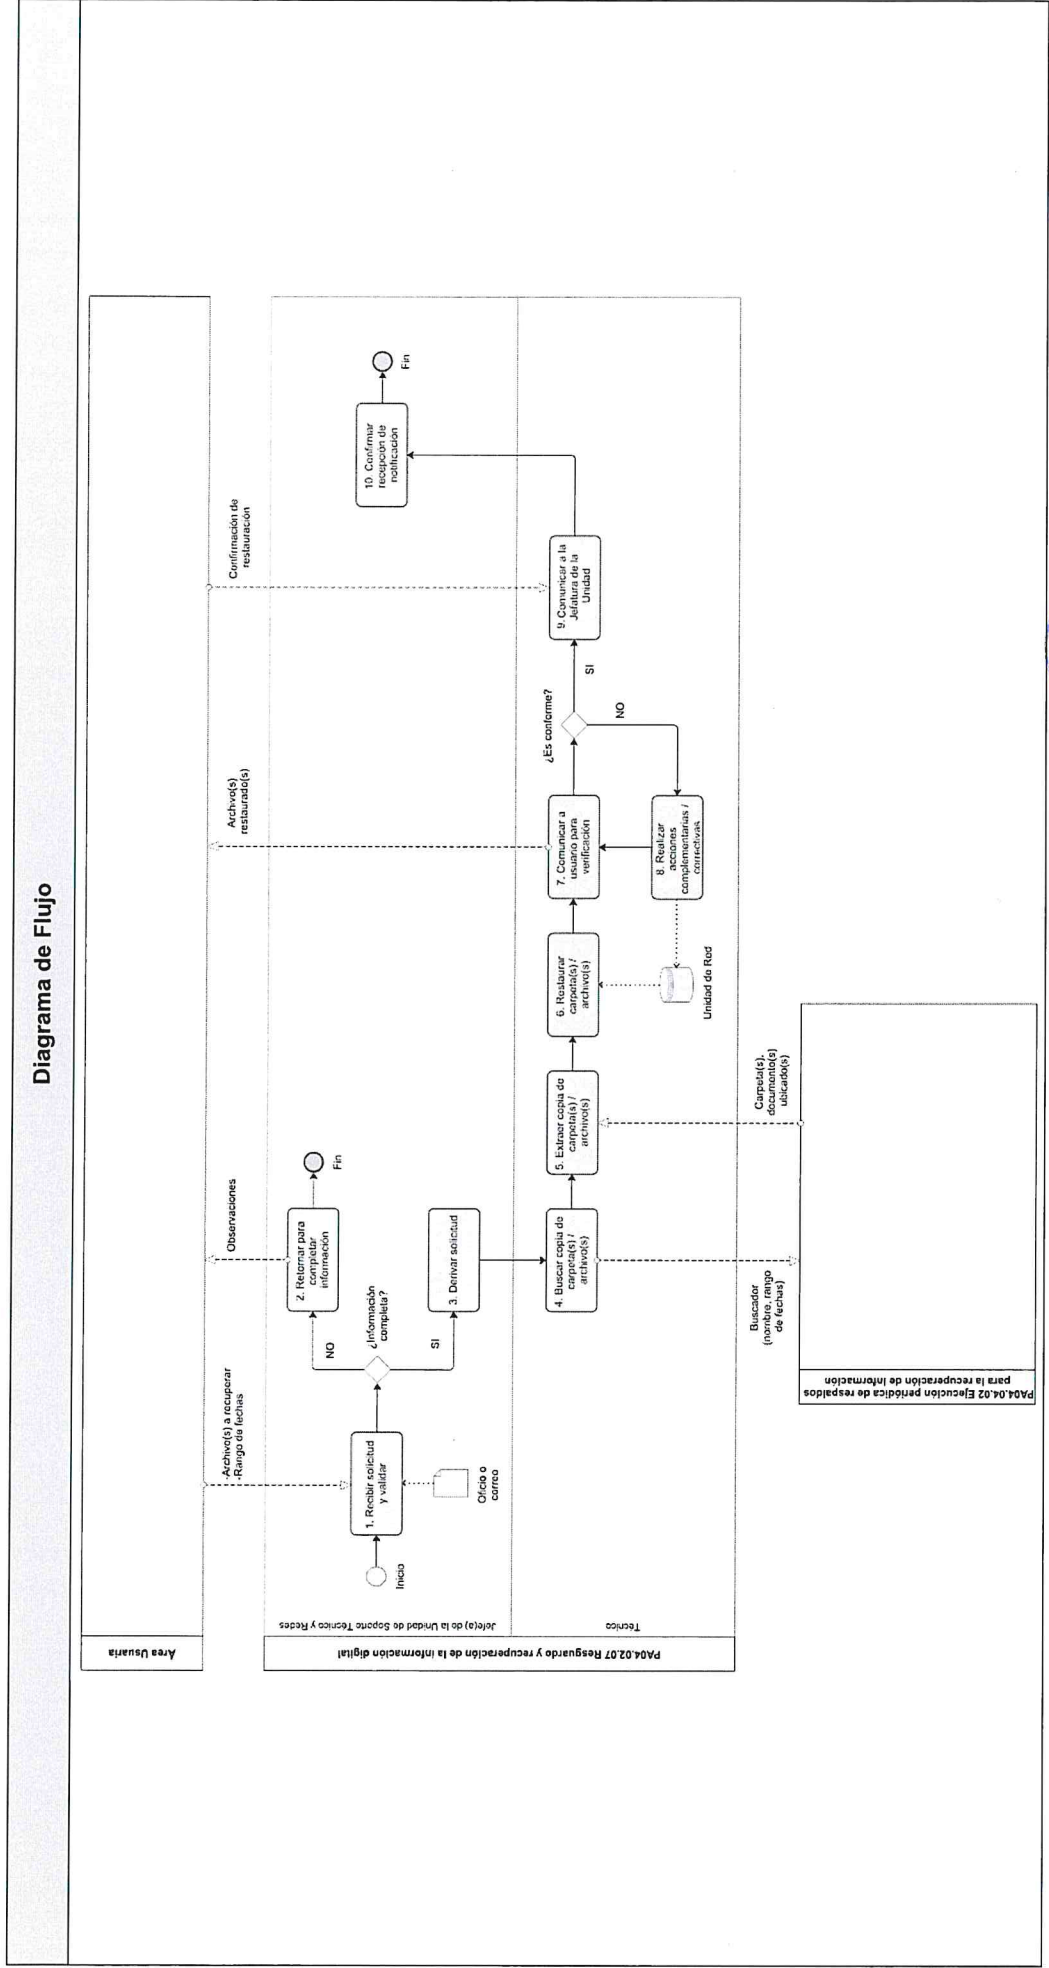 Diagrama de Flujo
Área Usuaria
-Archivo(s) a recuperar
-Rango de fechas
Observaciones
Archivo(s)
restaurado(s)
Confirmación de
restauración
PA04.02.07 Resguardo y recuperación de la información digital
Jefe(a) de la Unidad de Soporte Técnico y Redes
Inicio
1. Recibir solicitud
y validar
Oficio o
correo
¿Información
completa?
NO
SI
2. Retornar para
completar
información
Fin
3. Derivar solicitud
10. Confirmar
recepción de
notificación
Fin
Técnico
4. Buscar copia de
carpeta(s) /
archivo(s)
5. Extraer copia de
carpeta(s) /
archivo(s)
6. Restaurar
carpeta(s) /
archivo(s)
7. Comunicar a
usuario para
verificación
¿Es conforme?
SI
NO
8. Realizar
acciones
complementarias /
correctivas
Unidad de Red
9. Comunicar a la
Jefatura de la
Unidad
Buscador
(nombre, rango
de fechas)
Carpeta(s),
documento(s)
ubicado(s)
PA04.04.02 Ejecución periódica de respaldos
para la recuperación de información